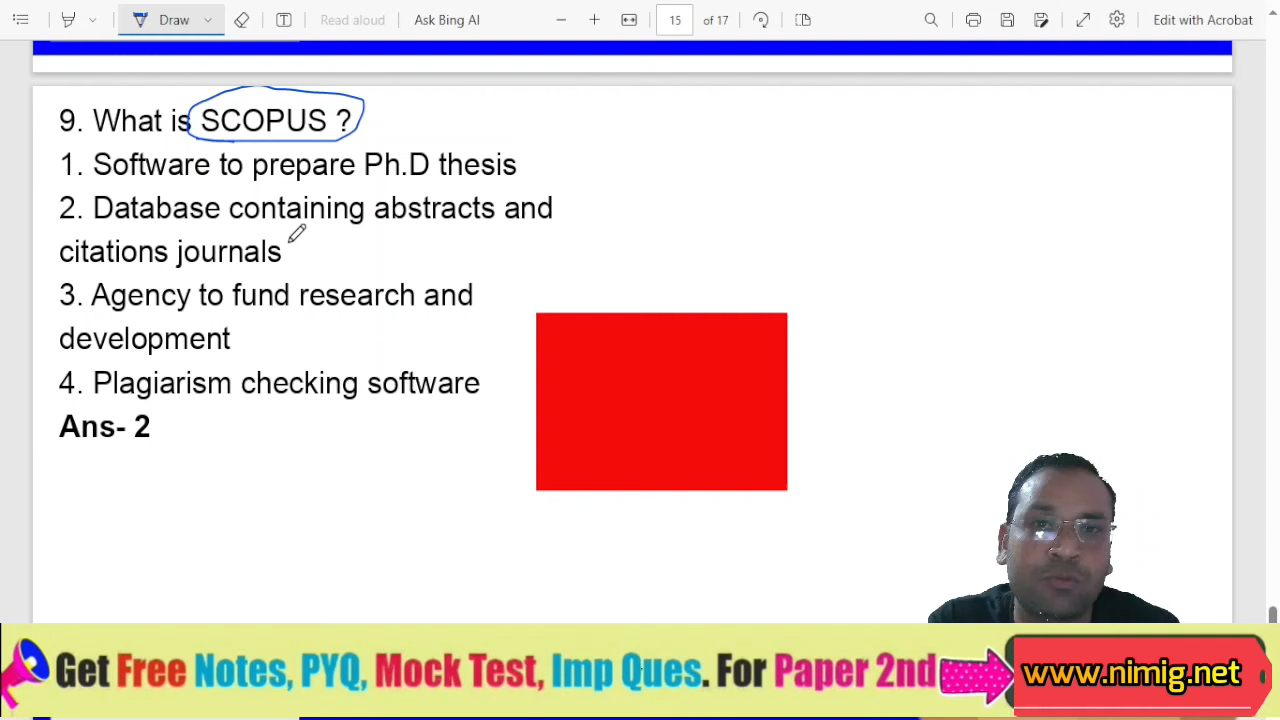 Draw
Read aloud
Ask Bing AI
15
of 17
Edit with Acrobat
9. What is SCOPUS ?
1. Software to prepare Ph.D thesis
2. Database containing abstracts and
citations journals
3. Agency to fund research and
development
4. Plagiarism checking software
Ans- 2
Get Free Notes, PYQ, Mock Test, Imp Ques. For Paper 2nd
www.nimig.net